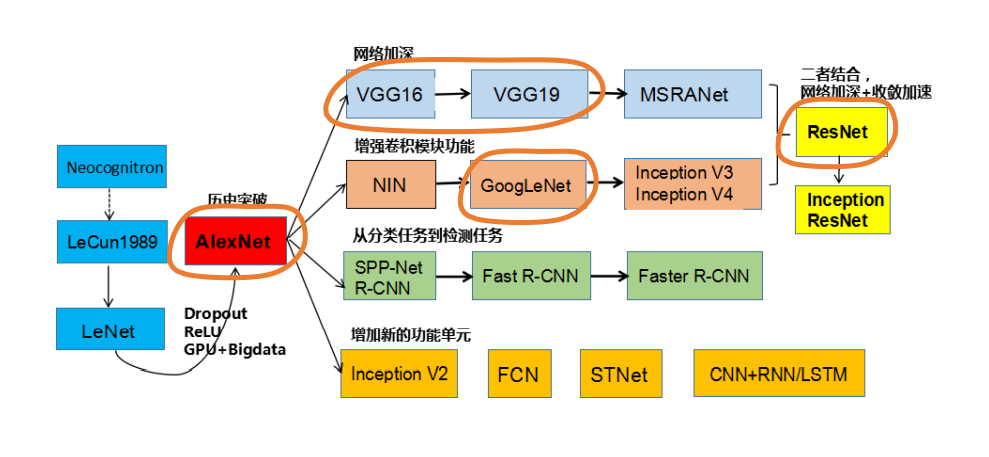 Neocognitron
LeCun1989
LeNet
Dropout
ReLU
GPU+Bigdata
历史突破
AlexNet
网络加深
VGG16
VGG19
MSRANet
增强卷积模块功能
NIN
GoogLeNet
Inception V3
Inception V4
二者结合，
网络加深+收敛加速
ResNet
Inception
ResNet
从分类任务到检测任务
SPP-Net
R-CNN
Fast R-CNN
Faster R-CNN
增加新的功能单元
Inception V2
FCN
STNet
CNN+RNN/LSTM